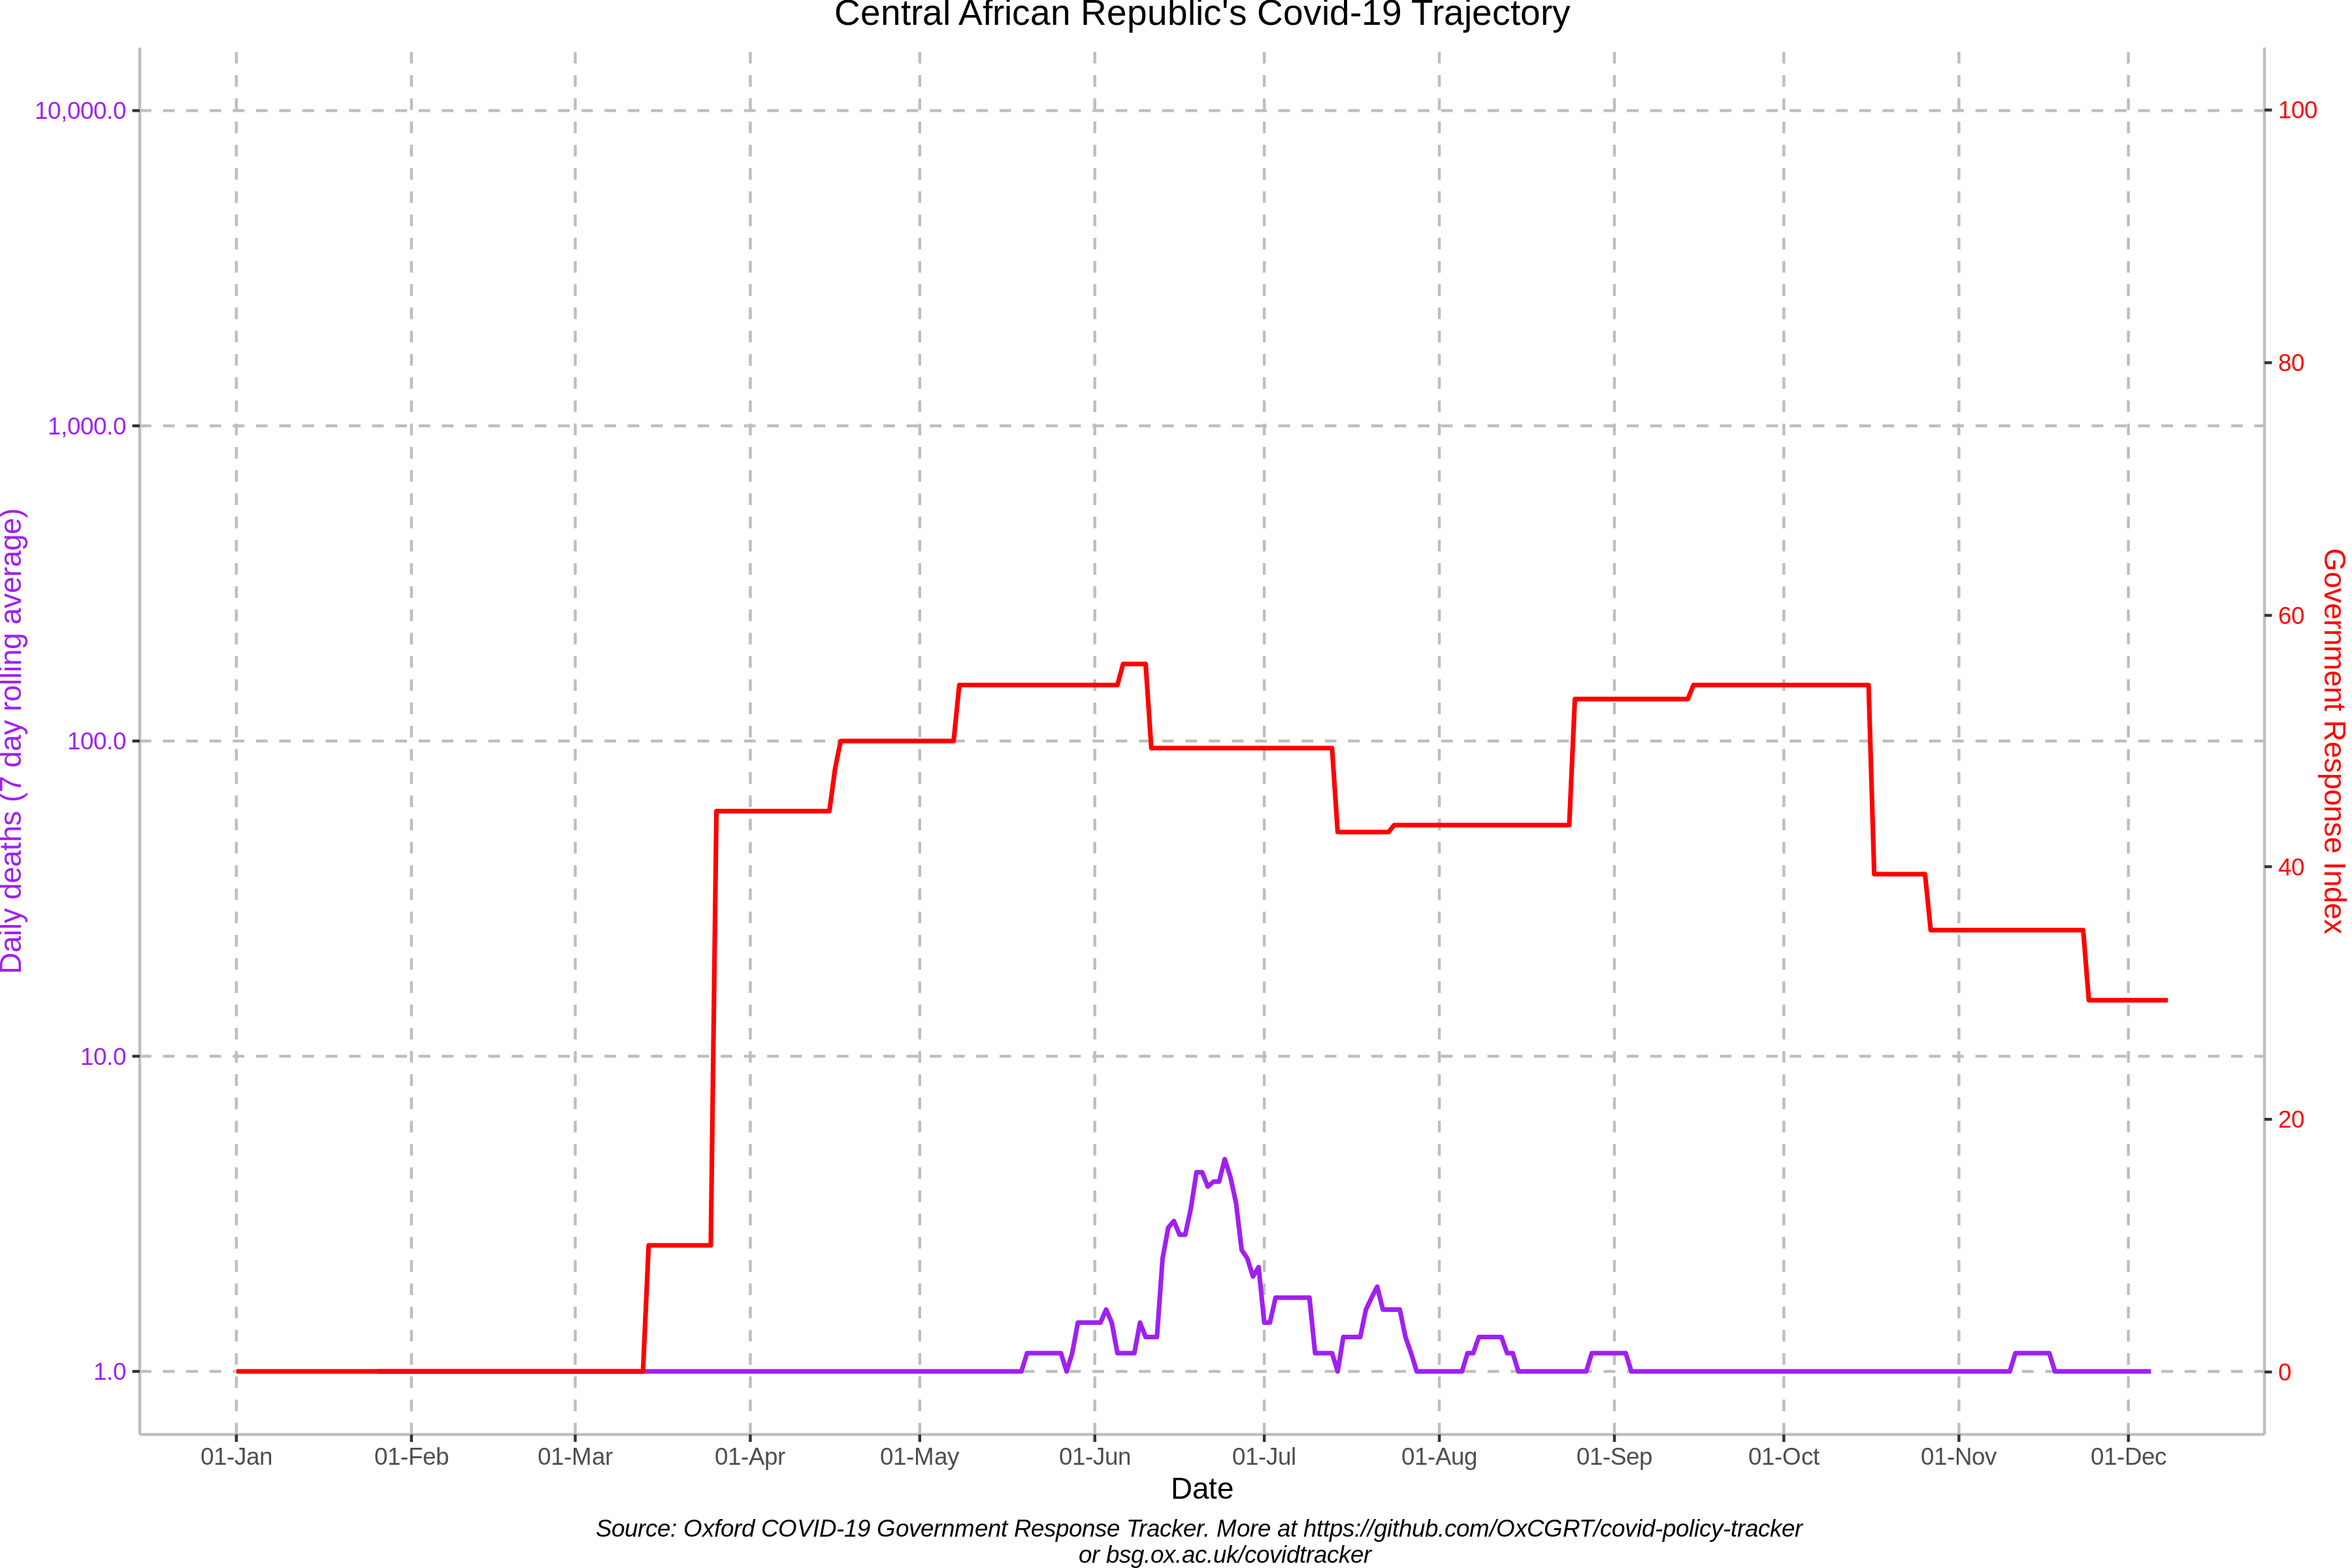 Central African Republic's Covid-19 Trajectory
10,000.0
1,000.0
100.0
10.0
1.0
Daily deaths (7 day rolling average)
100
80
60
40
20
0
Government Response Index
01-Jan 01-Feb 01-Mar 01-Apr 01-May 01-Jun 01-Jul 01-Aug 01-Sep 01-Oct 01-Nov 01-Dec
Date
Source: Oxford COVID-19 Government Response Tracker. More at https://github.com/OxCGRT/covid-policy-tracker
or bsg.ox.ac.uk/covidtracker